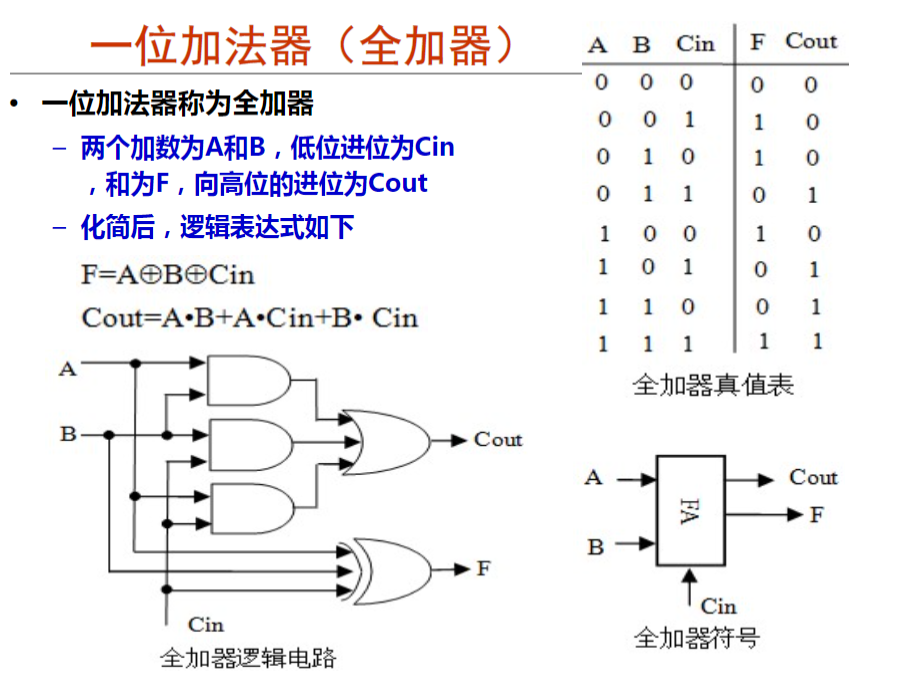 一位加法器（全加器）
• 一位加法器称为全加器
– 两个加数为A和B，低位进位为Cin
，和为F，向高位的进位为Cout
– 化简后，逻辑表达式如下
F=A⊕B⊕Cin
Cout=A•B+A•Cin+B• Cin
A
B
Cout
F
Cin
全加器逻辑电路
A B Cin F Cout
0 0 0 0 0
0 0 1 1 0
0 1 0 1 0
0 1 1 0 1
1 0 0 1 0
1 0 1 0 1
1 1 0 0 1
1 1 1 1 1
全加器真值表
A
B
FA
Cout
F
Cin
全加器符号